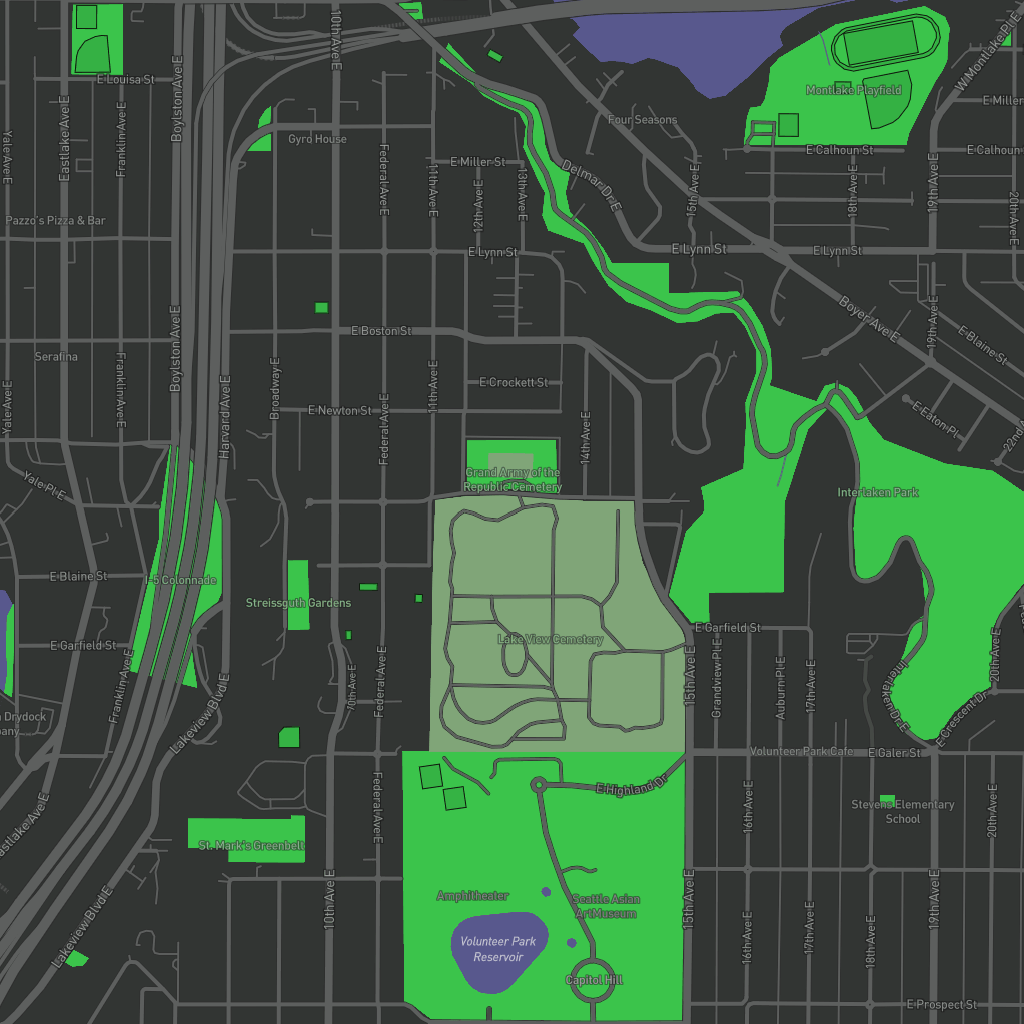 10th Ave E
W Montlake Pl E
E Louisa St
Boylston Ave E
Montlake Playfield
E Miller
Eastlake Ave E
Franklin Ave E
Yale Ave E
Four Seasons
Gyro House
E Calhoun St
E Calhoun
E Miller St
Federal Ave E
11th Ave E
12th Ave E
13th Ave E
Delmar Dr E
15th Ave E
18th Ave E
19th Ave E
20th Ave E
Pazzo's Pizza & Bar
E Lynn St
E Lynn St
E Lynn St
Boyer Ave E
E Boston St
Boylston Ave E
19th Ave E
E Blaine St
Serafina
Franklin Ave E
Yale Ave E
Broadway E
11th Ave E
E Crockett St
Harvard Ave E
E Newton St
Federal Ave E
14th Ave E
E Eaton Pl
22nd A
Yale Pl E
Grand Army of the
Republic Cemetery
Interlaken Park
E Blaine St
I-5 Colonnade
Streissguth Gardens
E Garfield St
Lake View Cemetery
E Garfield St
Franklin Ave E
Lakeview Blvd E
10th Ave E
Federal Ave E
15th Ave E
Grandview Pl E
Auburn Pl E
17th Ave E
Interlaken Dr E
20th Ave E
E Crescent Dr
Drydock
Volunteer Park Cafe
E Galer St
E Highland Dr
Stevens Elementary
School
Federal Ave E
16th Ave E
20th Ave E
St. Mark's Greenbelt
Amphitheater
Seattle Asian
ArtMuseum
10th Ave E
15th Ave E
16th Ave E
17th Ave E
18th Ave E
19th Ave E
Lakeview Blvd E
Volunteer Park
Reservoir
Capitol Hill
E Prospect St